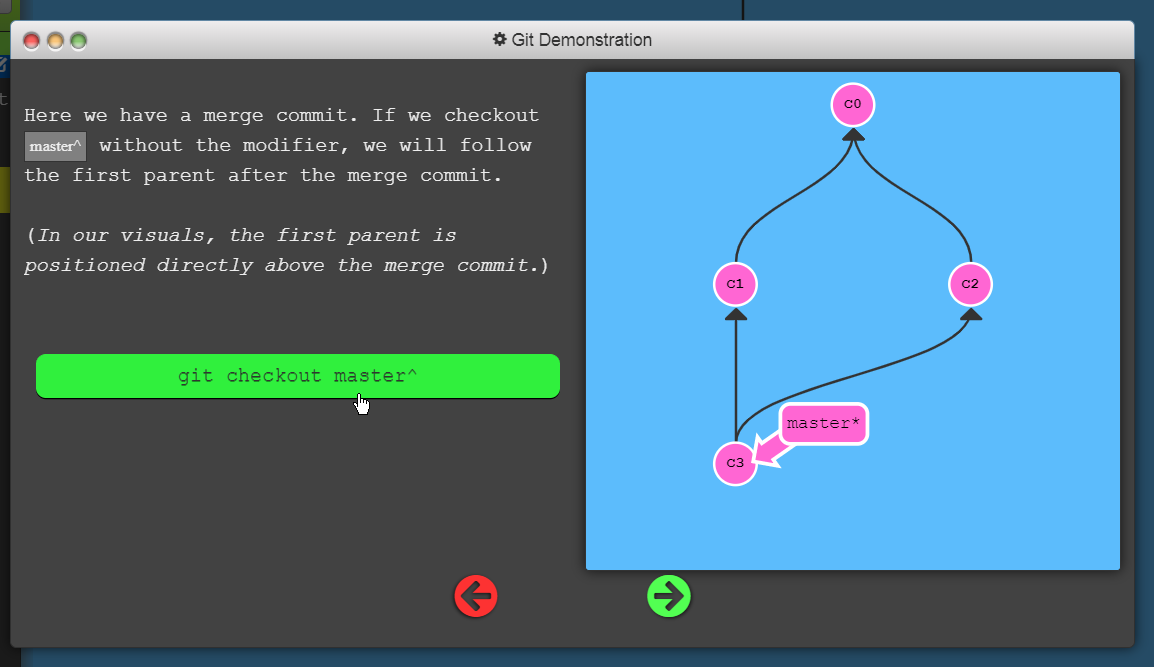 Git Demonstration
Here we have a merge commit. If we checkout
master^ without the modifier, we will follow
the first parent after the merge commit.
(In our visuals, the first parent is
positioned directly above the merge commit.)
git checkout master^
C0
C1
C2
master*
C3